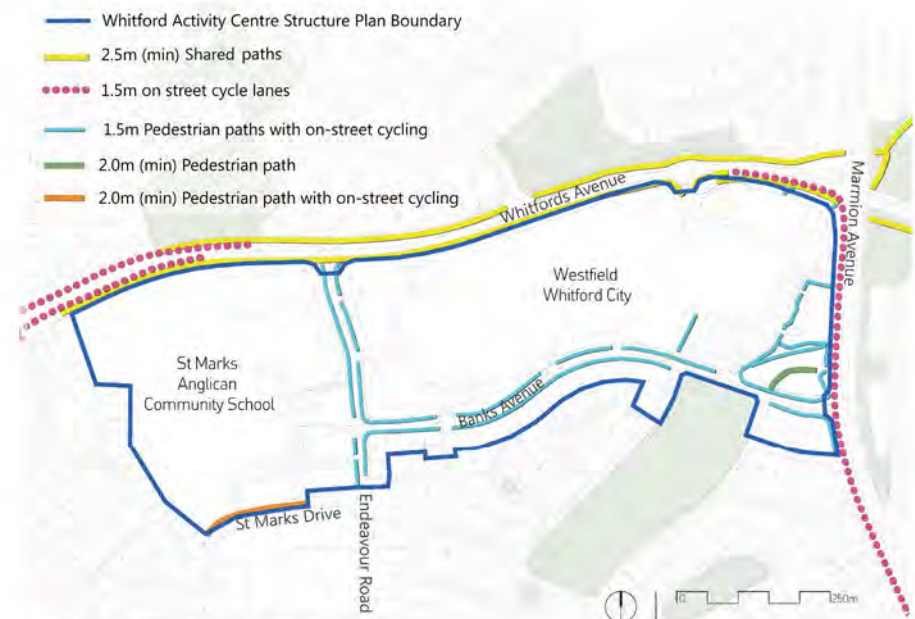 Whitford Activity Centre Structure Plan Boundary
2.5m (min) Shared paths
1.5m on street cycle lanes
1.5m Pedestrian paths with on-street cycling
2.0m (min) Pedestrian path
2.0m (min) Pedestrian path with on-street cycling
Whitfords Avenue
Marmion Avenue
Westfield
Whitford City
St Marks
Anglican
Community School
Banks Avenue
St Marks Drive
Endeavour Road
0
250m